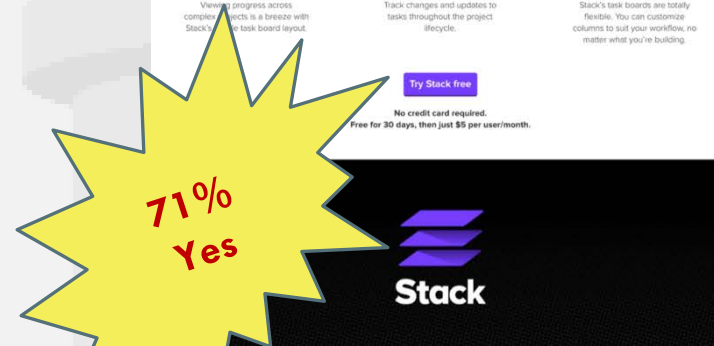 Viewing progress across
complex projects is a breeze with
Stack's task board layout.
Track changes and updates to
tasks throughout the project
lifecycle.
Stack's task boards are totally
flexible. You can customize
columns to suit your workflow, no
matter what you're building.
Try Stack free
No credit card required.
Free for 30 days, then just $5 per user/month.
71%
Yes
Stack